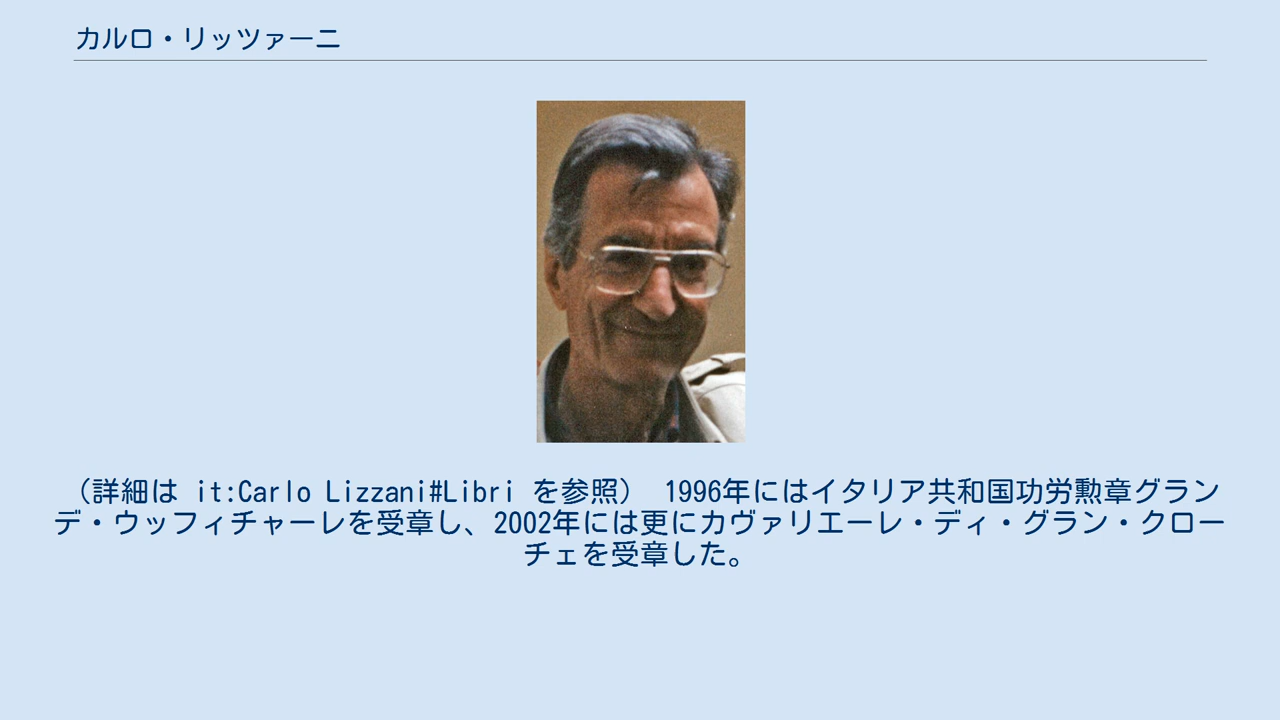 カルロ・リッツァーニ
（詳細は it:Carlo Lizzani#Libri を参照） 1996年にはイタリア共和国功労勲章グラン
デ・ウッフィチャーレを受章し、2002年には更にカヴァリエーレ・ディ・グラン・クロー
チェを受章した。